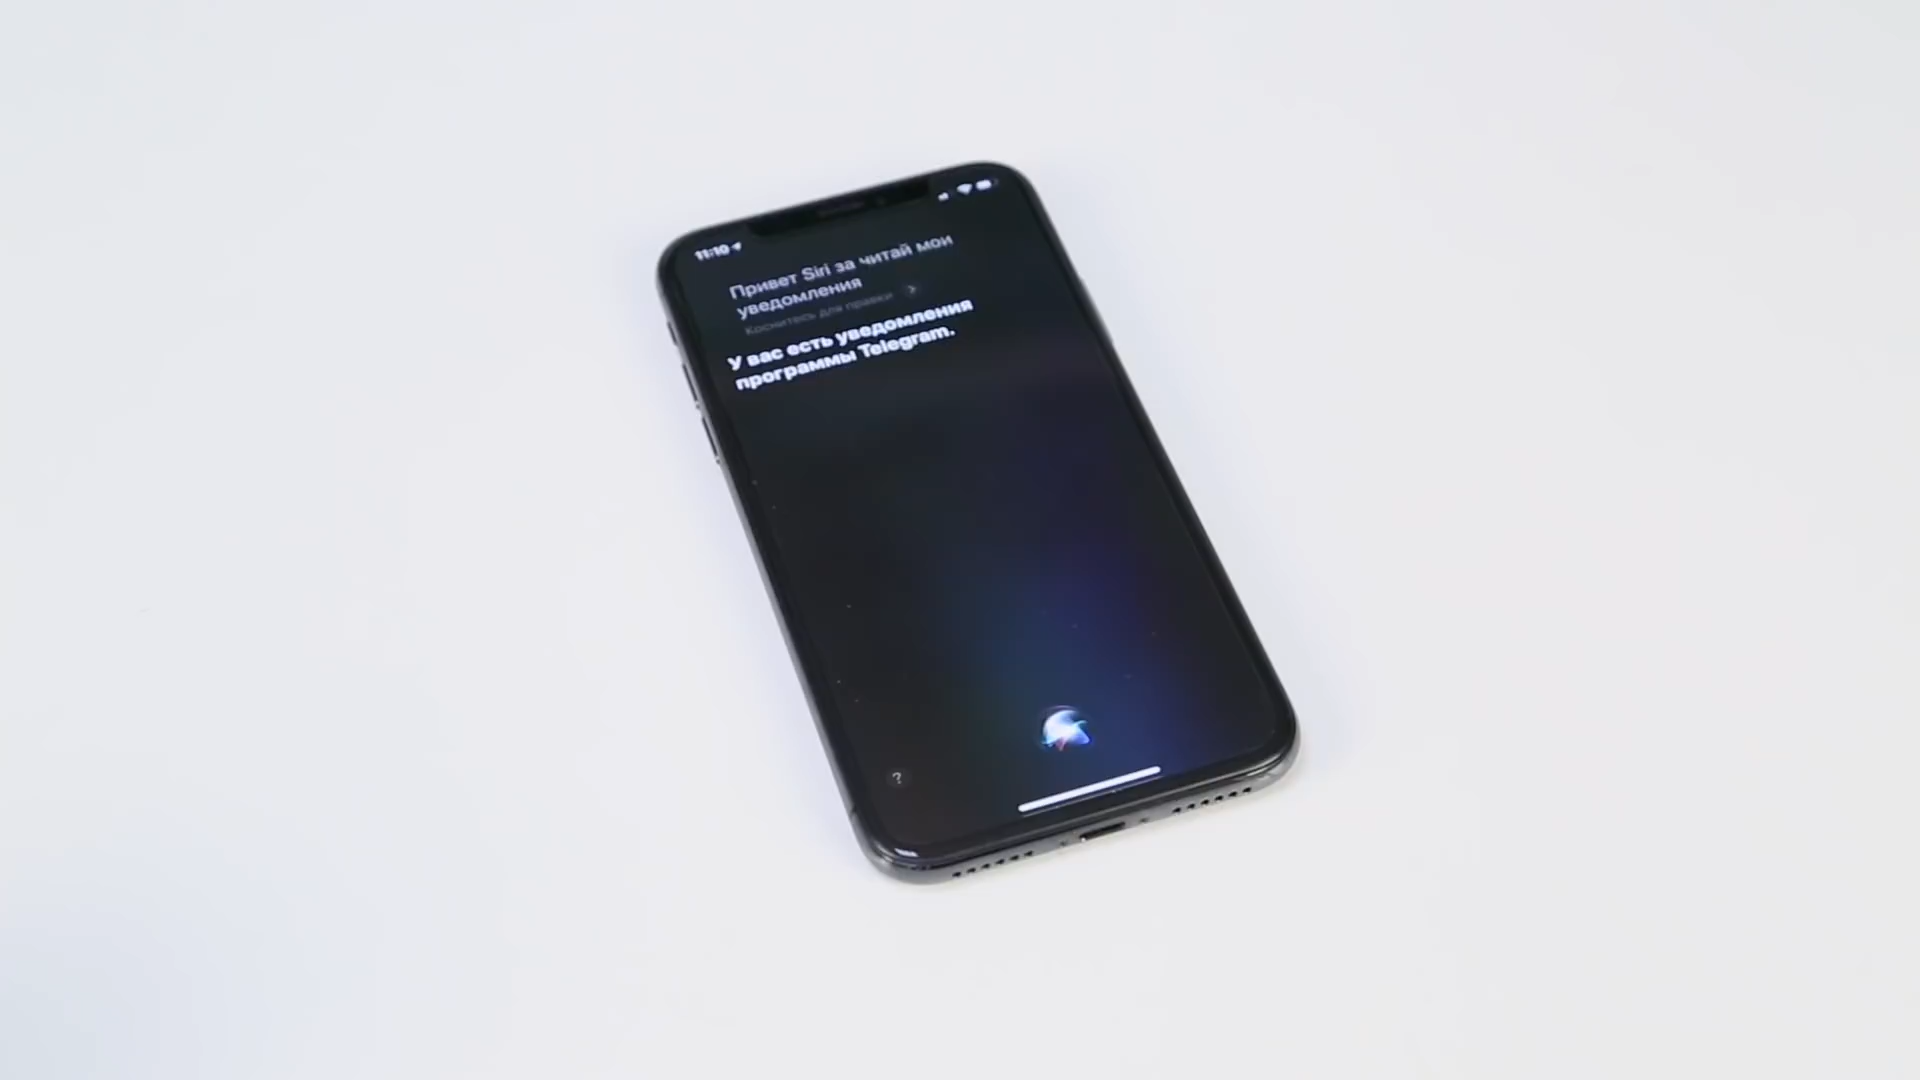 11:10
Привет Siri за читай мои
уведомления
Коснитесь для правки >
У вас есть уведомления
программы Telegram.
?